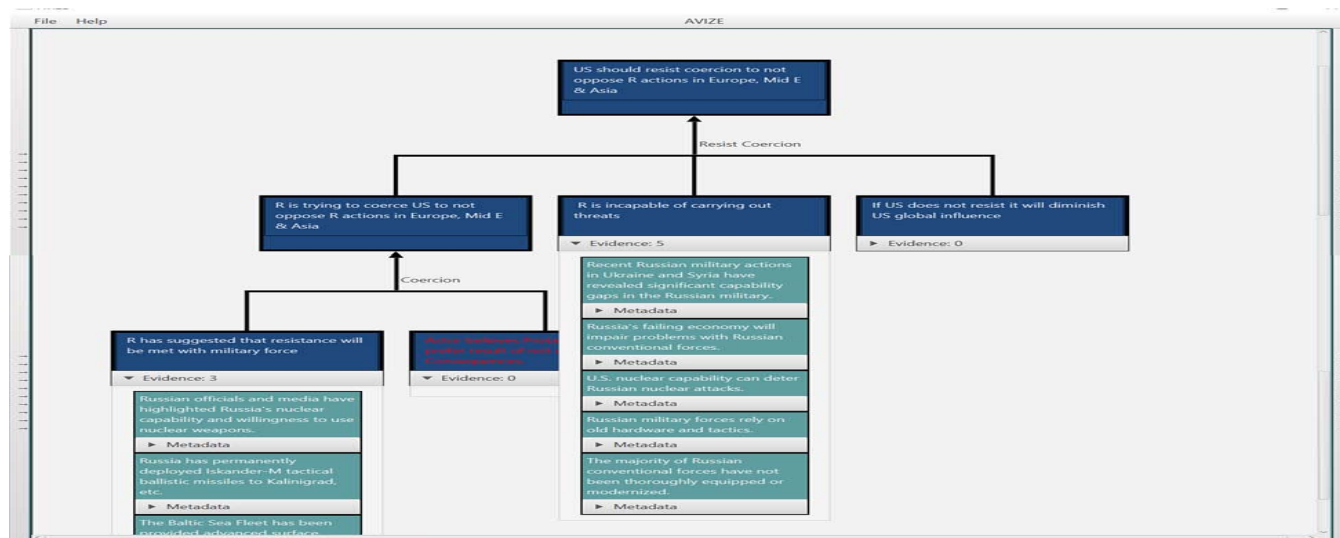 File Help AVIZE
US should resist coercion to not
oppose R actions in Europe, Mid E
& Asia
Resist Coercion
R is trying to coerce US to not
oppose R actions in Europe, Mid E
& Asia
R is incapable of carrying out
threats
Evidence: 5
If US does not resist it will diminish
US global influence
Evidence: 0
Coercion
R has suggested that resistance will
be met with military force
Evidence: 3
Russian officials and media have
highlighted Russia's nuclear
capability and willingness to use
nuclear weapons.
Metadata
Russia has permanently
deployed Iskander-M tactical
ballistic missiles to Kalinigrad,
etc.
Metadata
The Baltic Sea Fleet has been
provided advanced surface
Evidence: 0
Recent Russian military actions
in Ukraine and Syria have
revealed significant capability
gaps in the Russian military.
Metadata
Russia's failing economy will
impair problems with Russian
conventional forces.
Metadata
U.S. nuclear capability can deter
Russian nuclear attacks.
Metadata
Russian military forces rely on
old hardware and tactics.
Metadata
The majority of Russian
conventional forces have not
been thoroughly equipped or
modernized.
Metadata